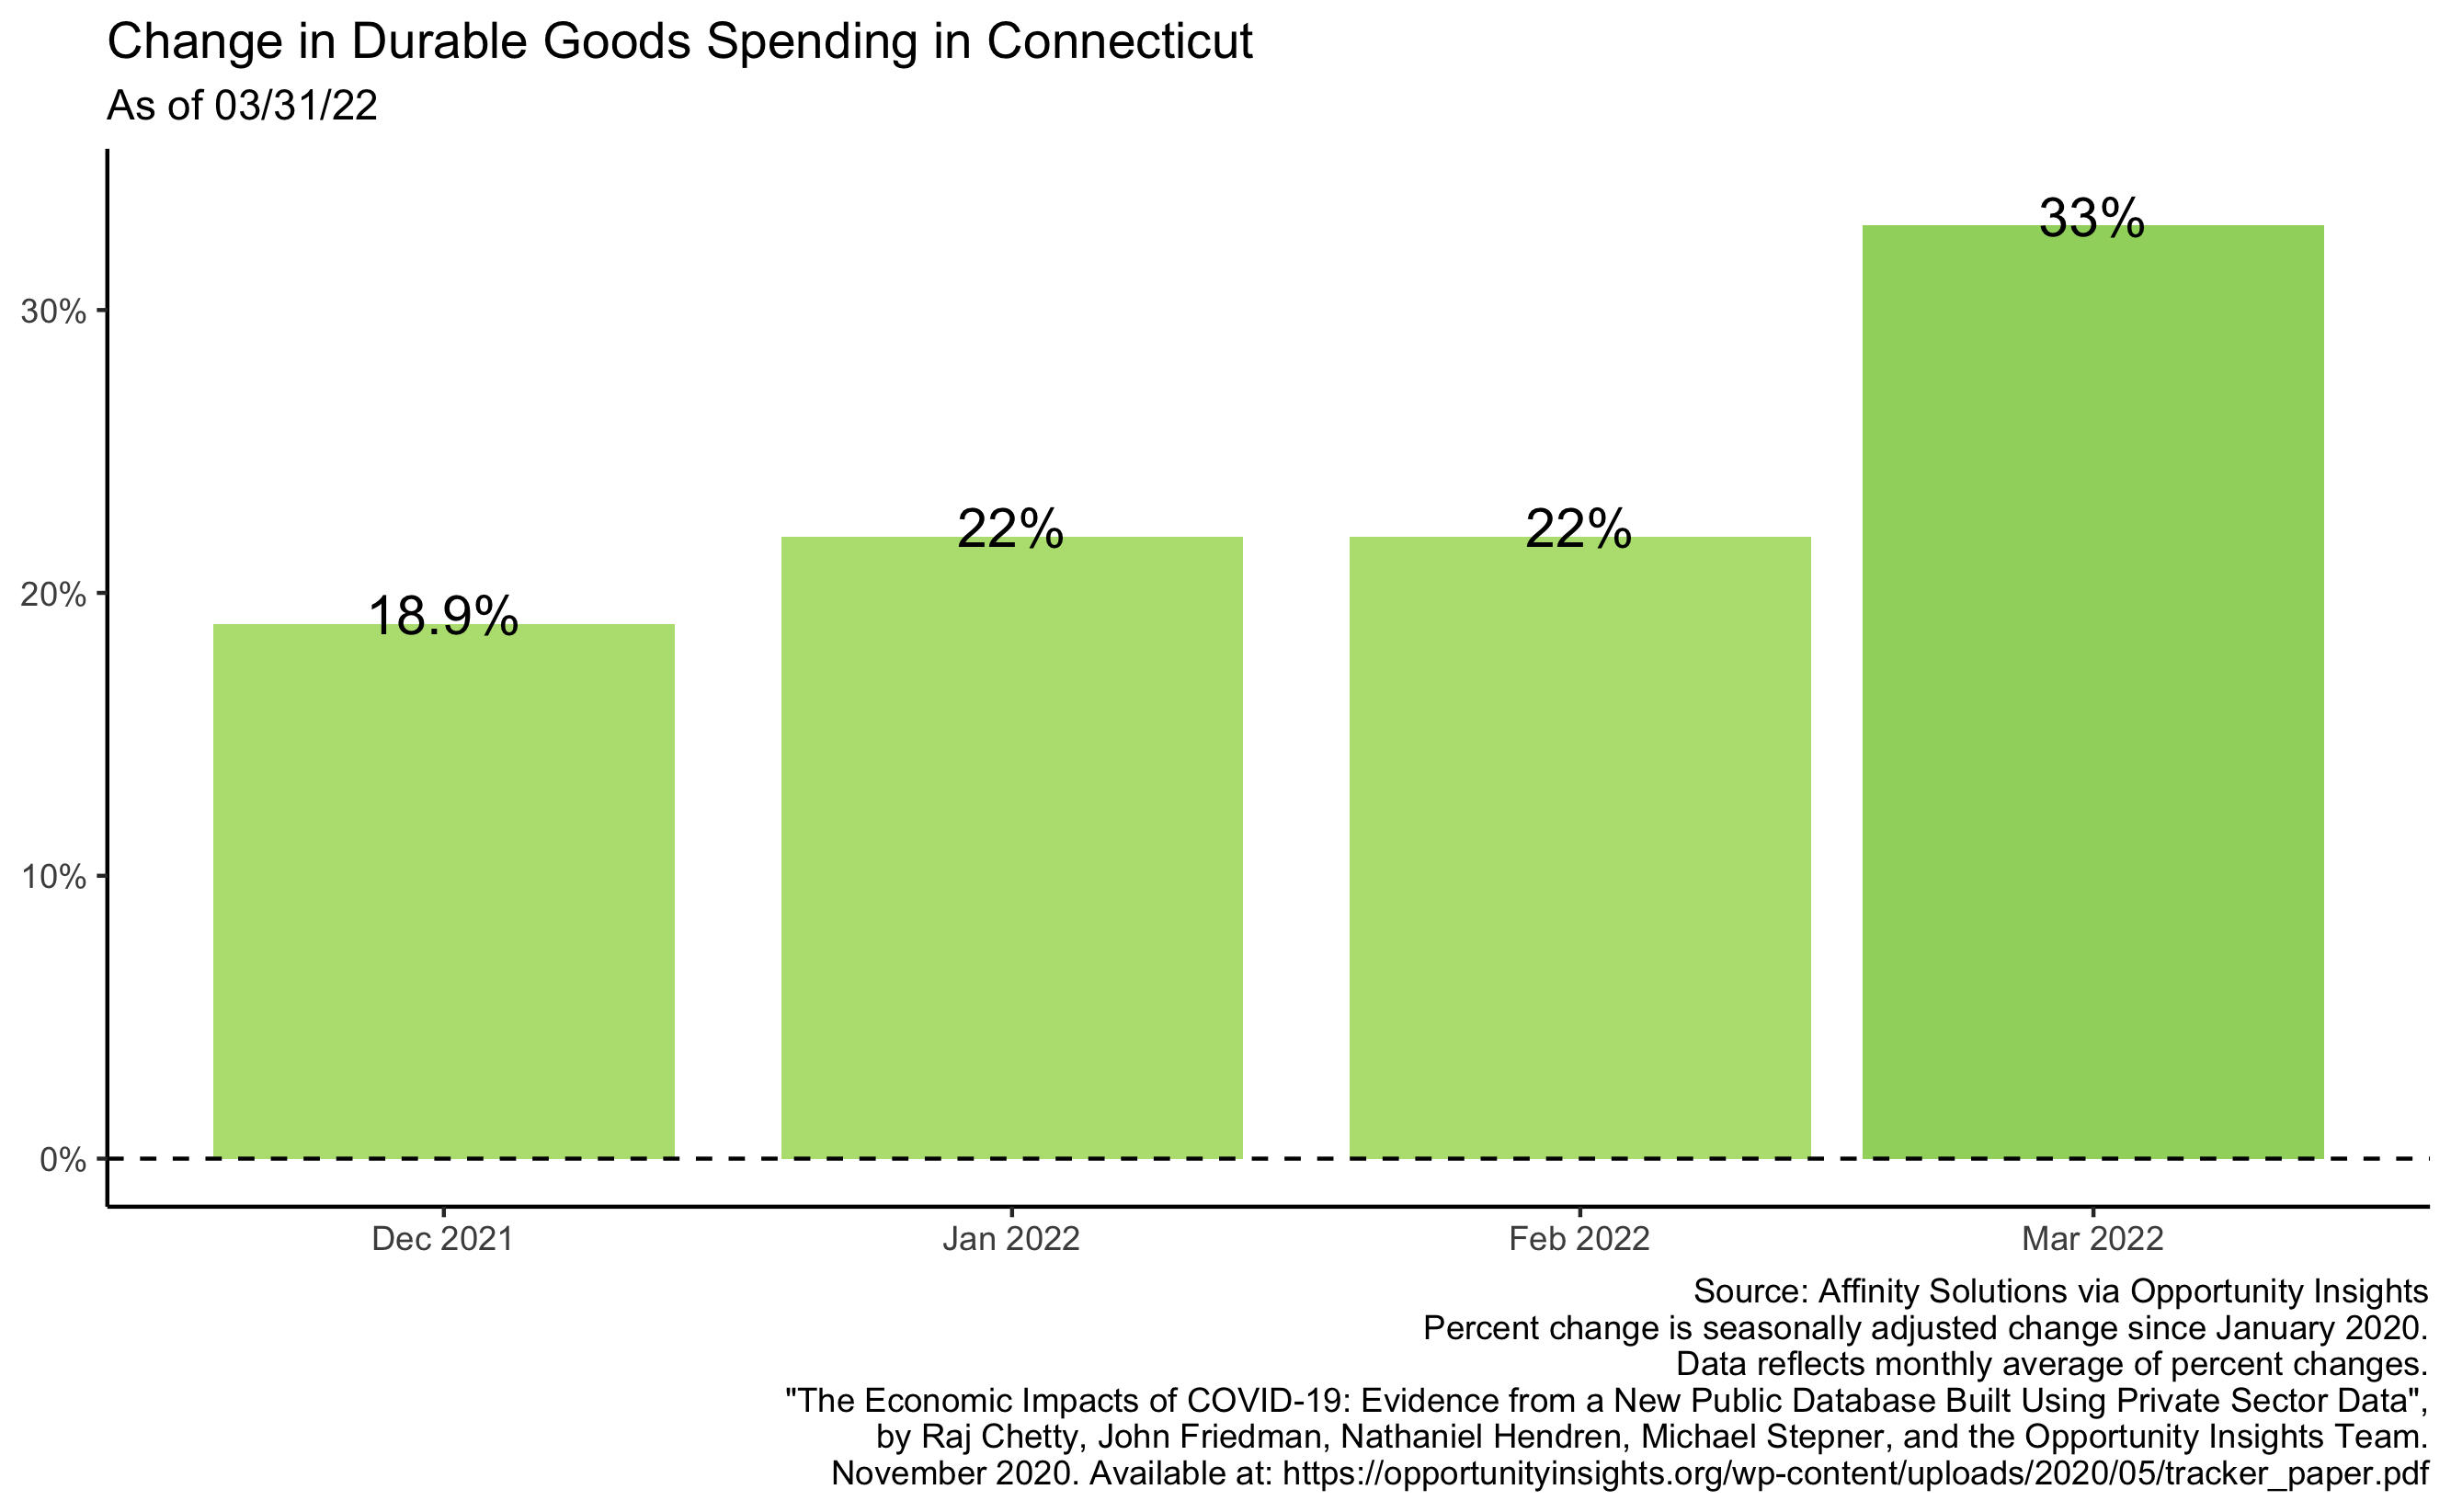 Change in Durable Goods Spending in Connecticut
As of 03/31/22
33%
30%
22%
22%
20%
18.9%
10%
0%
Dec 2021
Jan 2022
Feb 2022
Mar 2022
Source: Affinity Solutions via Opportunity Insights
Percent change is seasonally adjusted change since January 2020.
Data reflects monthly average of percent changes.
"The Economic Impacts of COVID-19: Evidence from a New Public Database Built Using Private Sector Data",
by Raj Chetty, John Friedman, Nathaniel Hendren, Michael Stepner, and the Opportunity Insights Team.
November 2020. Available at: https://opportunityinsights.org/wp-content/uploads/2020/05/tracker_paper.pdf